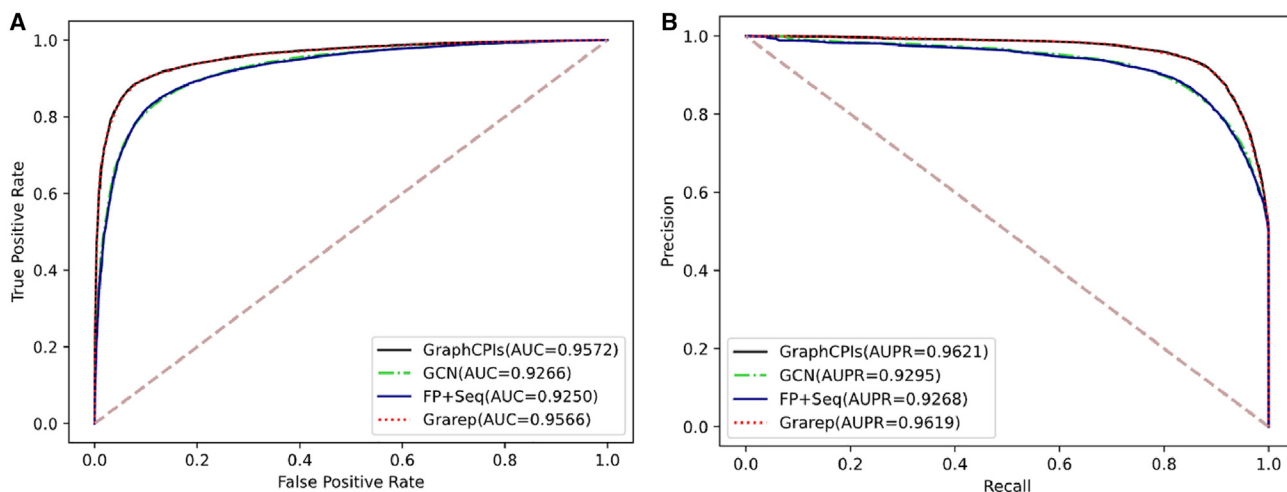 A
1.0
0.8
0.6
0.4
0.2
0.0
True Positive Rate
GraphCPIs(AUC=0.9572)
GCN(AUC=0.9266)
FP+Seq(AUC=0.9250)
Grarep(AUC=0.9566)
0.0 0.2 0.4 0.6 0.8 1.0
False Positive Rate
B
1.0
0.8
0.6
0.4
0.2
0.0
Precision
GraphCPIs(AUPR=0.9621)
GCN(AUPR=0.9295)
FP+Seq(AUPR=0.9268)
Grarep(AUPR=0.9619)
0.0 0.2 0.4 0.6 0.8 1.0
Recall